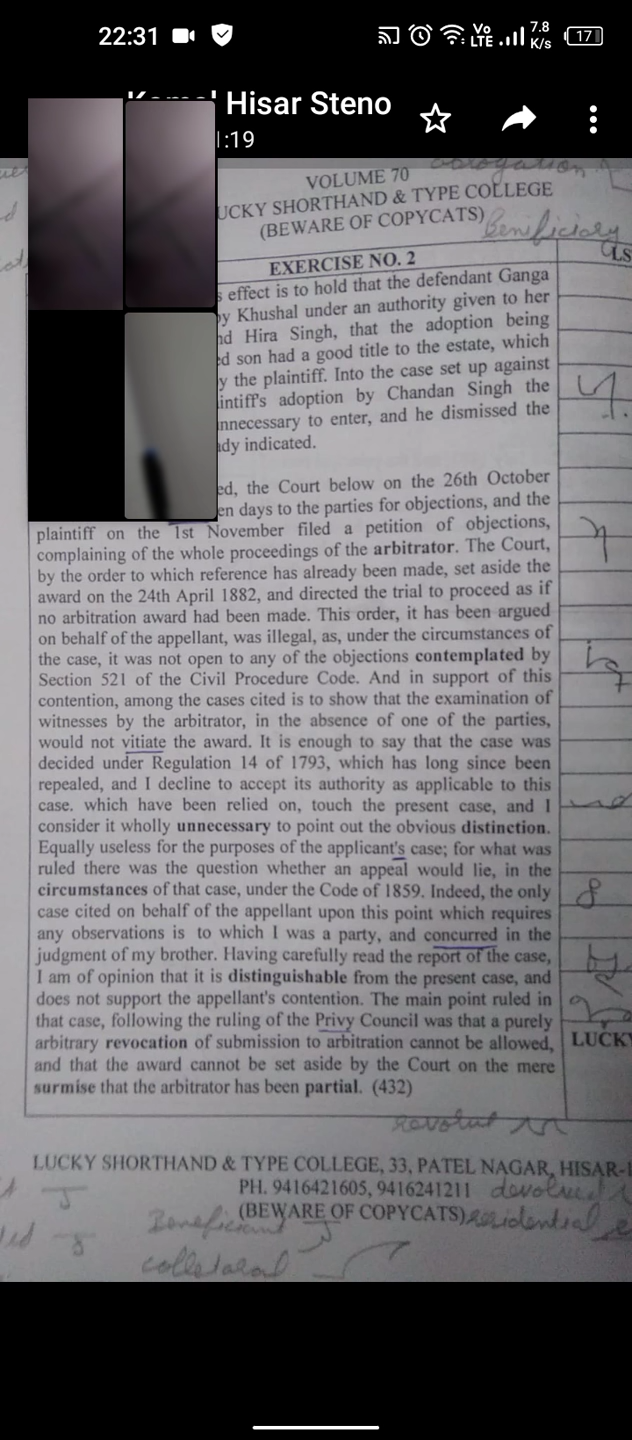 22:31
Vo LTE 7.8 K/s 17
Hisar Steno
:19
VOLUME 70
LUCKY SHORTHAND & TYPE COLLEGE
(BEWARE OF COPYCATS)
Benificiary
EXERCISE NO. 2
effect is to hold that the defendant Ganga
by Khushal under an authority given to her
Hira Singh, that the adoption being
son had a good title to the estate, which
the plaintiff. Into the case set up against
adoption by Chandan Singh the
unnecessary to enter, and he dismissed the
indicated.
the Court below on the 26th October
days to the parties for objections, and the
plaintiff on the 1st November filed a petition of objections,
complaining of the whole proceedings of the arbitrator. The Court,
by the order to which reference has already been made, set aside the
award on the 24th April 1882, and directed the trial to proceed as if
no arbitration award had been made. This order, it has been argued
on behalf of the appellant, was illegal, as, under the circumstances of
the case, it was not open to any of the objections contemplated by
Section 521 of the Civil Procedure Code. And in support of this
contention, among the cases cited is to show that the examination of
witnesses by the arbitrator, in the absence of one of the parties,
would not vitiate the award. It is enough to say that the case was
decided under Regulation 14 of 1793, which has long since been
repealed, and I decline to accept its authority as applicable to this
case. which have been relied on, touch the present case, and I
consider it wholly unnecessary to point out the obvious distinction.
Equally useless for the purposes of the applicant's case; for what was
ruled there was the question whether an appeal would lie, in the
circumstances of that case, under the Code of 1859. Indeed, the only
case cited on behalf of the appellant upon this point which requires
any observations is to which I was a party, and concurred in the
judgment of my brother. Having carefully read the report of the case,
I am of opinion that it is distinguishable from the present case, and
does not support the appellant's contention. The main point ruled in
that case, following the ruling of the Privy Council was that a purely
arbitrary revocation of submission to arbitration cannot be allowed,
and that the award cannot be set aside by the Court on the mere
surmise that the arbitrator has been partial. (432)
LUCKY
LUCKY SHORTHAND & TYPE COLLEGE, 33, PATEL NAGAR, HISAR-1
PH. 9416421605, 9416241211
(BEWARE OF COPYCATS) residential
collataral